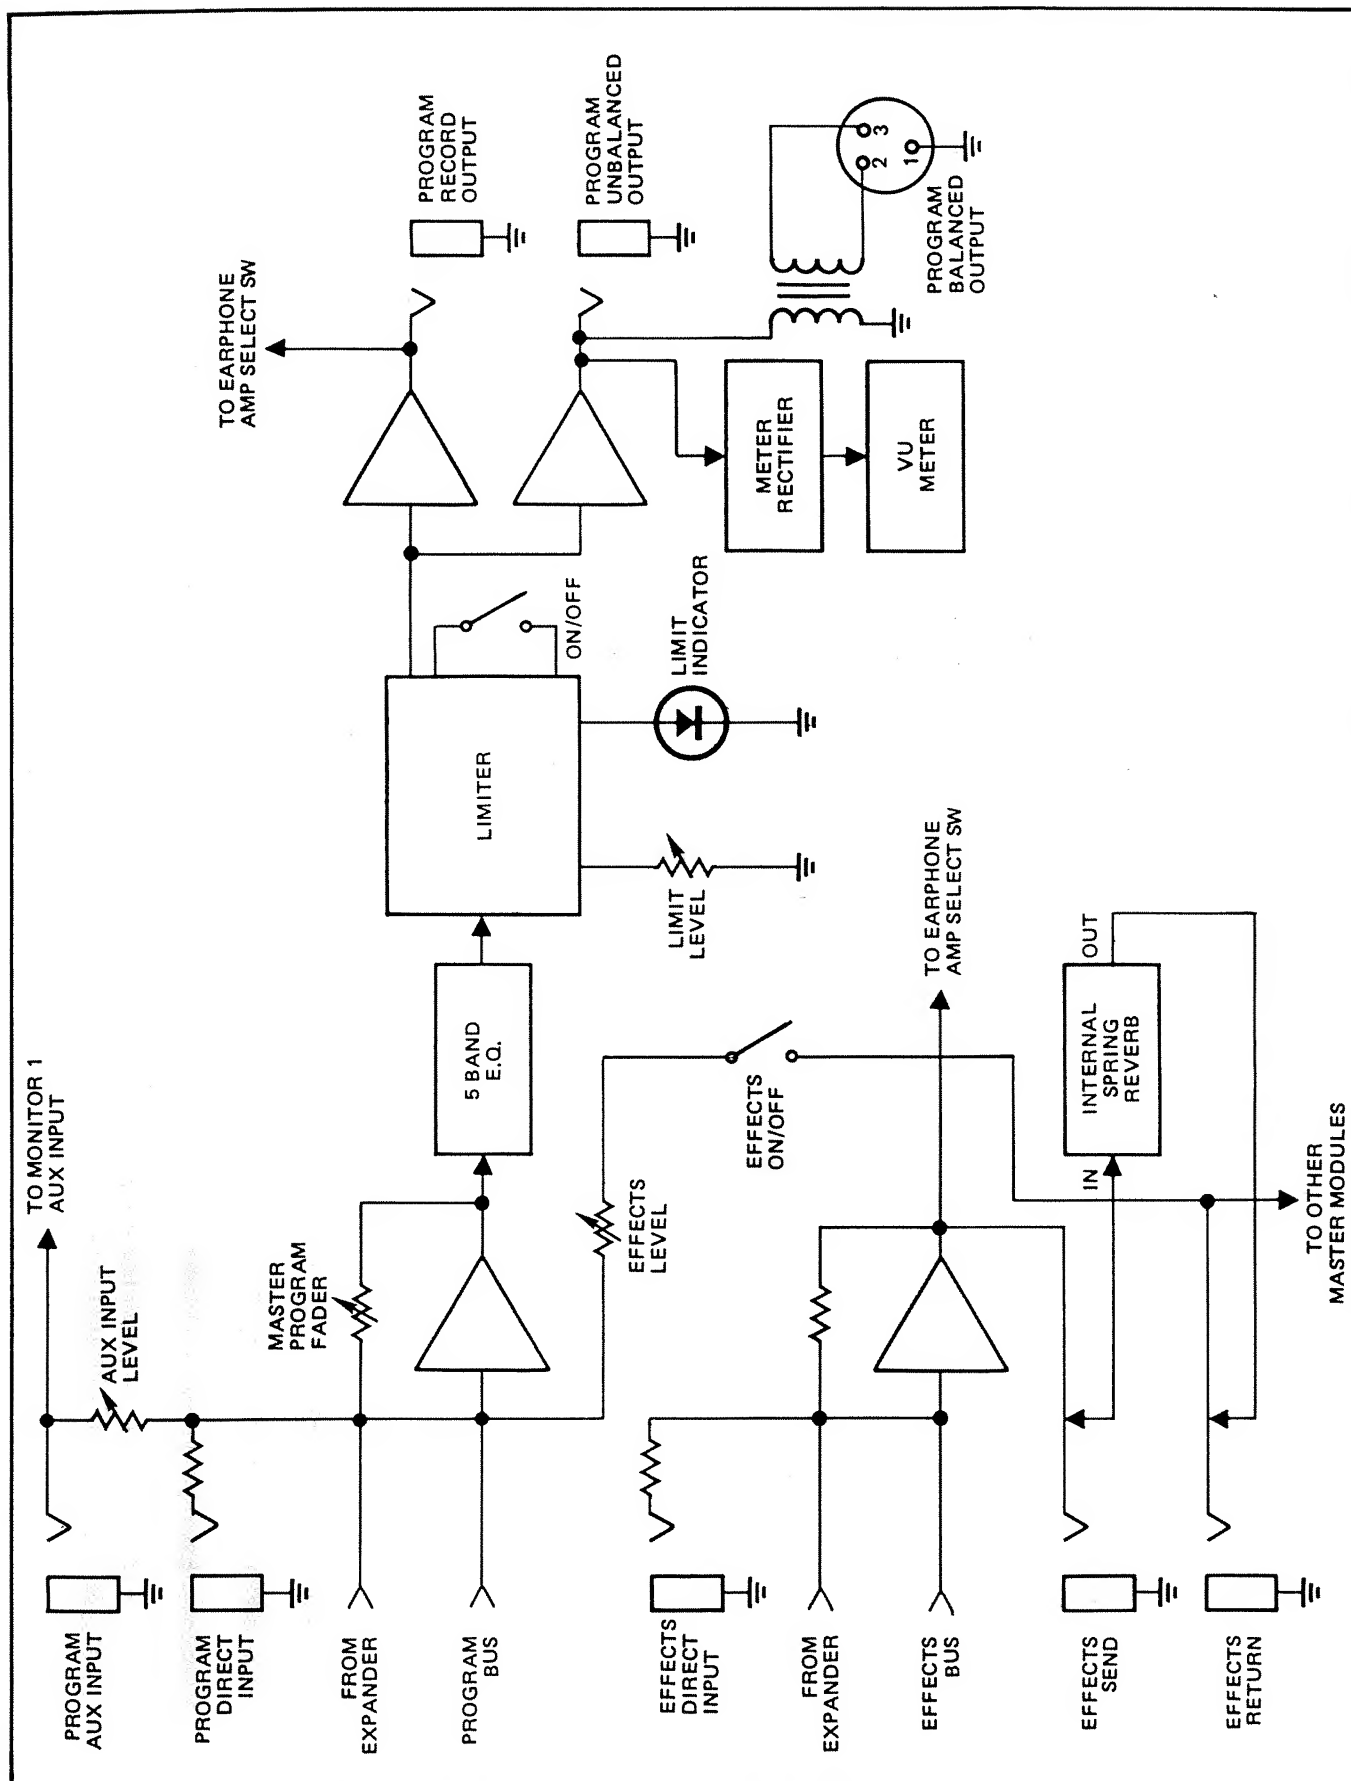 PROGRAM
AUX INPUT
PROGRAM
DIRECT
INPUT
FROM
EXPANDER
PROGRAM
BUS
EFFECTS
DIRECT
INPUT
FROM
EXPANDER
EFFECTS
BUS
EFFECTS
SEND
EFFECTS
RETURN
TO MONITOR 1
AUX INPUT
AUX INPUT
LEVEL
MASTER
PROGRAM
FADER
EFFECTS
LEVEL
5 BAND
E.Q.
EFFECTS
ON/OFF
TO EARPHONE
AMP SELECT SW
IN
INTERNAL
SPRING
REVERB
OUT
TO OTHER
MASTER MODULES
LIMITER
LIMIT
LEVEL
LIMIT
INDICATOR
ON/OFF
TO EARPHONE
AMP SELECT SW
METER
RECTIFIER
VU
METER
PROGRAM
RECORD
OUTPUT
PROGRAM
UNBALANCED
OUTPUT
PROGRAM
BALANCED
OUTPUT
2
3
1